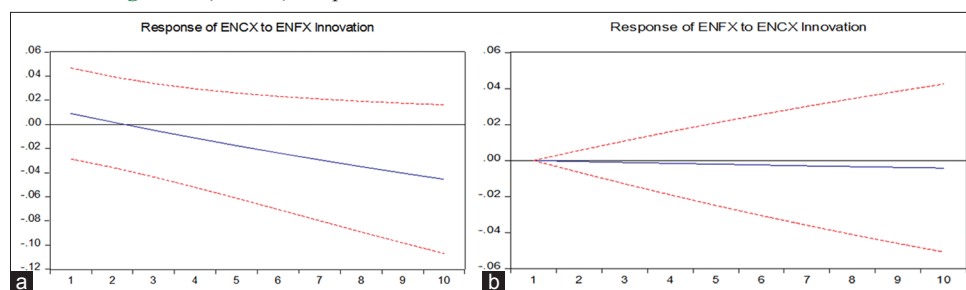 Response of ENCX to ENFX Innovation
.06
.04
.02
.00
-.02
-.04
-.06
-.08
-.10
-.12
1 2 3 4 5 6 7 8 9 10
a
Response of ENFX to ENCX Innovation
.06
.04
.02
.00
-.02
-.04
-.06
1 2 3 4 5 6 7 8 9 10
b